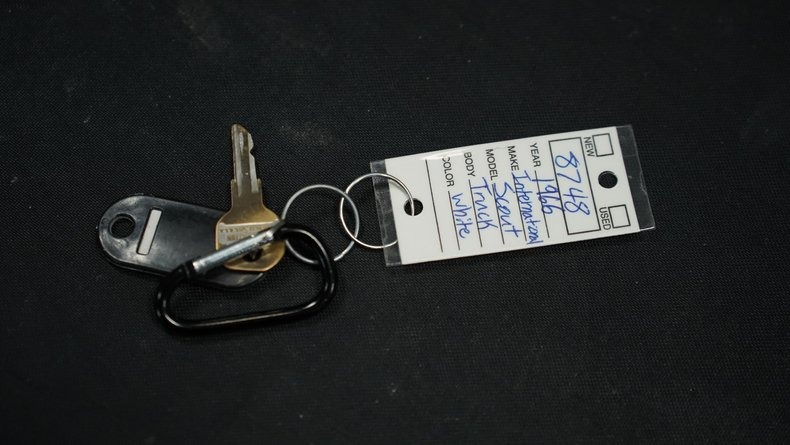 NEW USED
8748
YEAR 1966
MAKE International
MODEL Scout
BODY Truck
COLOR White